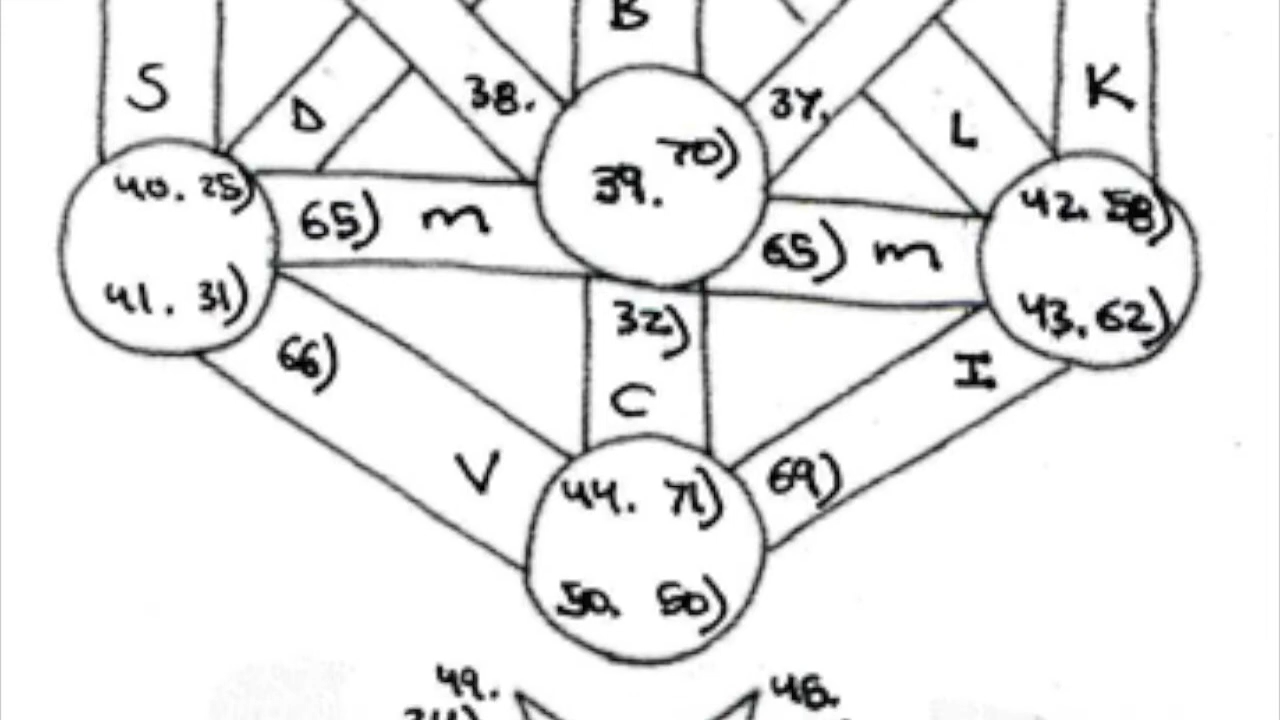 B
S
D
38.
37.
L
K
70)
39.
40. 25)
41. 31)
65) m
65) m
42. 58)
43. 62)
32)
C
66)
V
I
69)
44. 71)
50. 50)
49.
34)